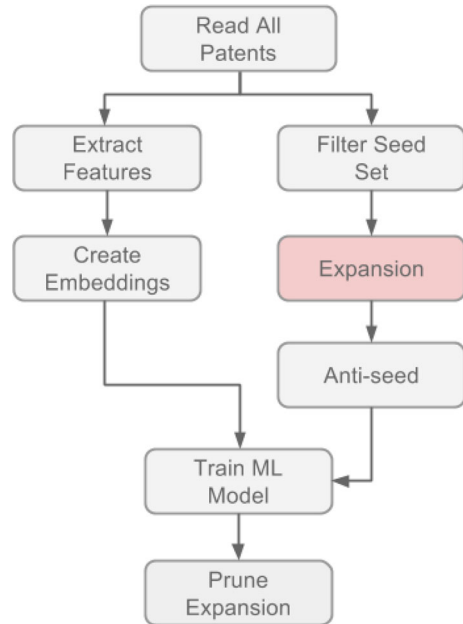 Read All
Patents
Extract
Features
Filter Seed
Set
Create
Embeddings
Expansion
Anti-seed
Train ML
Model
Prune
Expansion